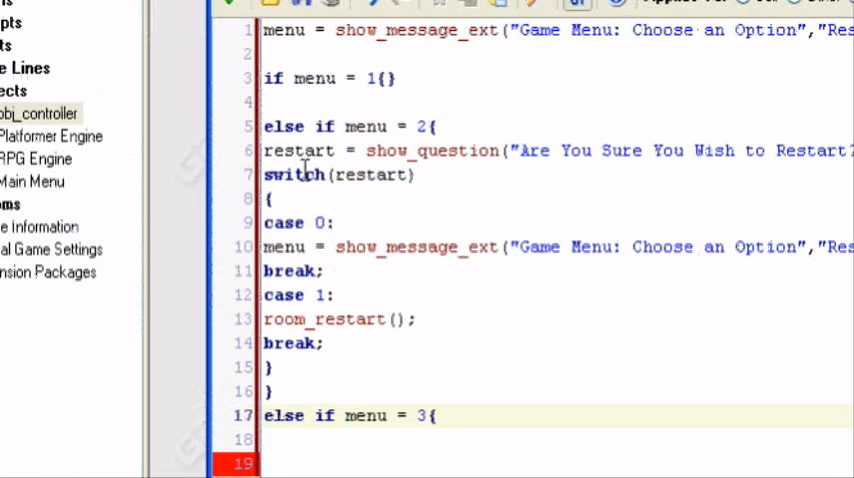 pts
ts
e Lines
ects
obj_controller
Platformer Engine
RPG Engine
Main Menu
oms
e Information
al Game Settings
nsion Packages
1 menu = show_message_ext("Game Menu: Choose an Option","Res
2
3 if menu = 1{}
4
5 else if menu = 2{
6 restart = show_question("Are You Sure You Wish to Restart?
7 switch(restart)
8 {
9 case 0:
10 menu = show_message_ext("Game Menu: Choose an Option","Res
11 break;
12 case 1:
13 room_restart();
14 break;
15 }
16 }
17 else if menu = 3{
18
19